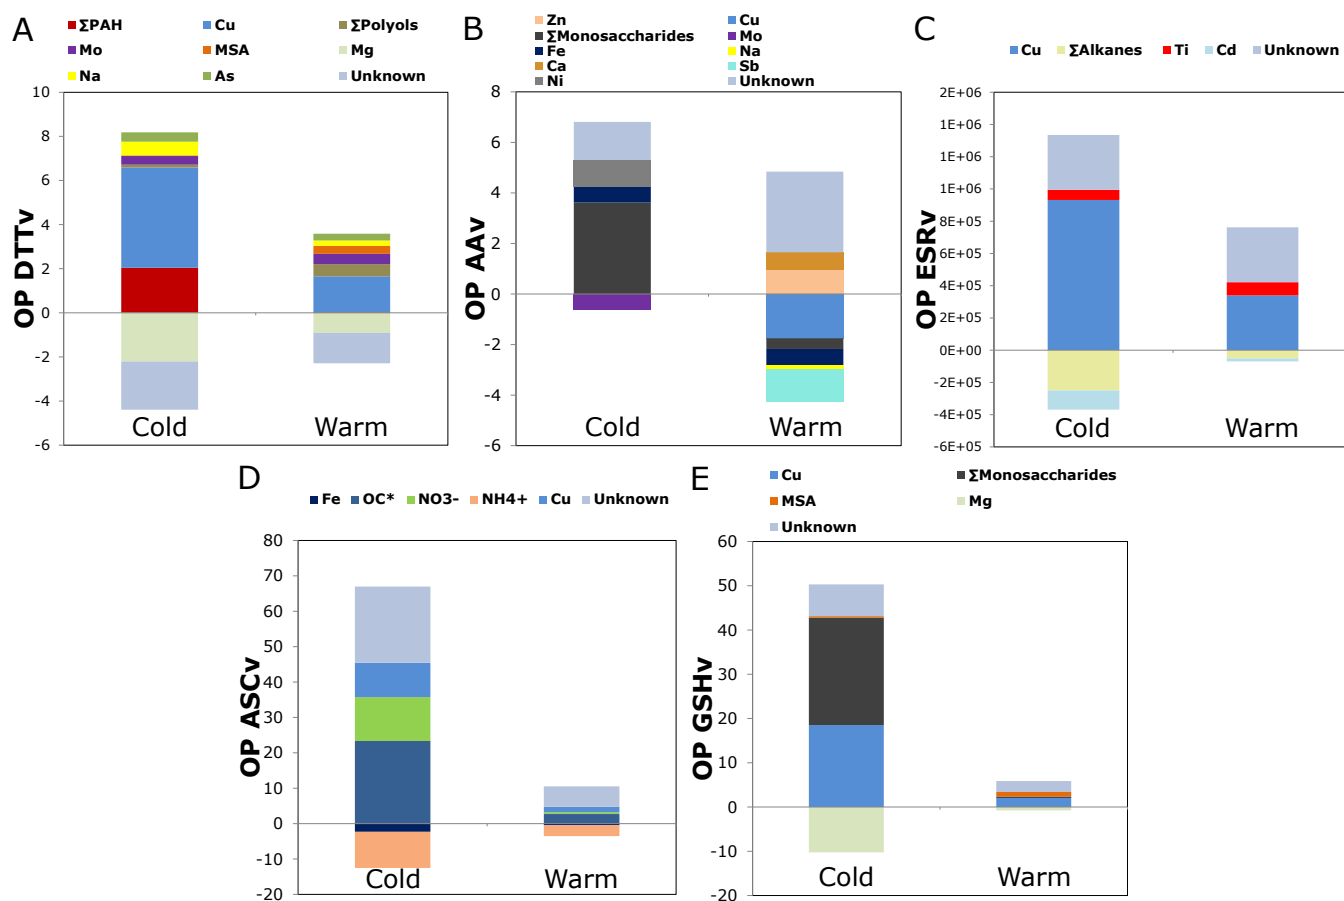 A
ΣPAH Cu ΣPolyols
Mo MSA Mg
Na As Unknown
OP DTTv
10
8
6
4
2
0
-2
-4
-6
Cold Warm
B
Zn Cu
ΣMonosaccharides Mo
Fe Na
Ca Sb
Ni Unknown
OP AAv
8
6
4
2
0
-2
-4
-6
Cold Warm
C
Cu ΣAlkanes Ti Cd Unknown
OP ESRv
2E+06
1E+06
1E+06
1E+06
8E+05
6E+05
4E+05
2E+05
0E+00
-2E+05
-4E+05
-6E+05
Cold Warm
D
Fe OC* NO3- NH4+ Cu Unknown
OP ASCv
80
70
60
50
40
30
20
10
0
-10
-20
Cold Warm
E
Cu ΣMonosaccharides
MSA Mg
Unknown
OP GSHv
60
50
40
30
20
10
0
-10
-20
Cold Warm